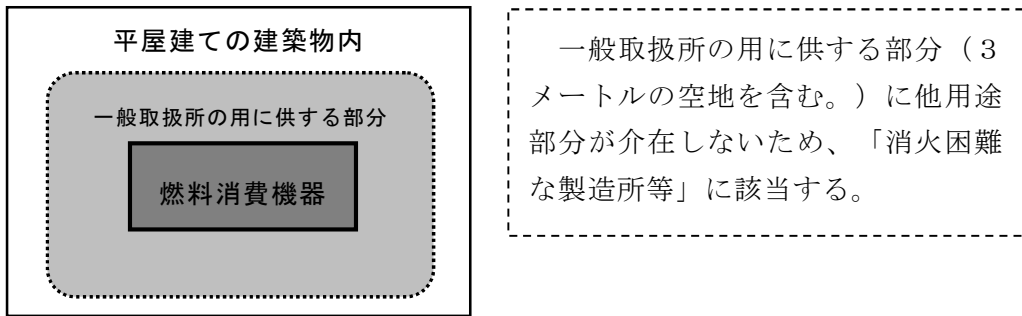 平屋建ての建築物内
一般取扱所の用に供する部分
燃料消費機器
一般取扱所の用に供する部分（３
メートルの空地を含む。）に他用途
部分が介在しないため、「消火困難
な製造所等」に該当する。